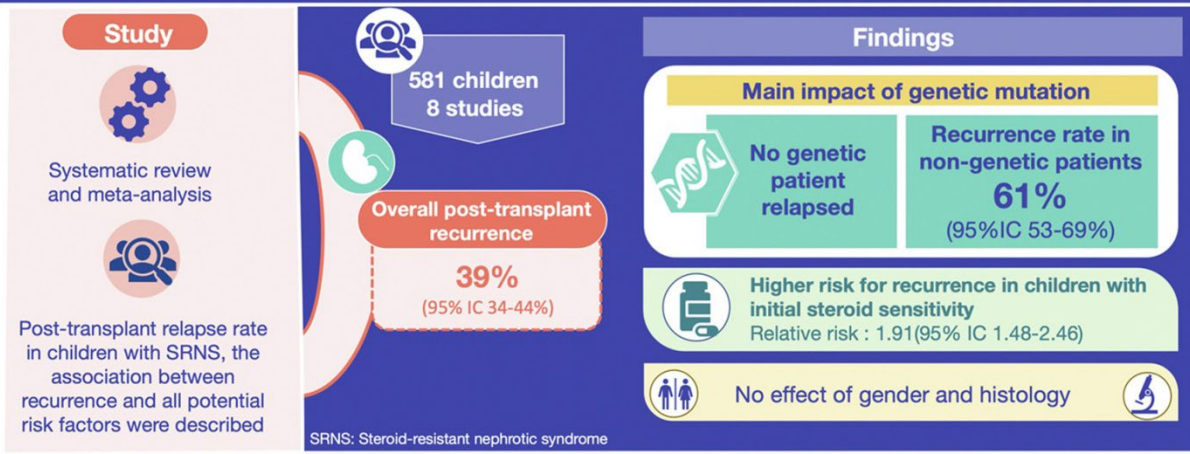 Study
Systematic review
and meta-analysis
Post-transplant relapse rate
in children with SRNS, the
association between
recurrence and all potential
risk factors were described
581 children
8 studies
Overall post-transplant
recurrence
39%
(95% IC 34-44%)
SRNS: Steroid-resistant nephrotic syndrome
Findings
Main impact of genetic mutation
No genetic
patient
relapsed
Recurrence rate in
non-genetic patients
61%
(95%IC 53-69%)
Higher risk for recurrence in children with
initial steroid sensitivity
Relative risk : 1.91(95% IC 1.48-2.46)
No effect of gender and histology